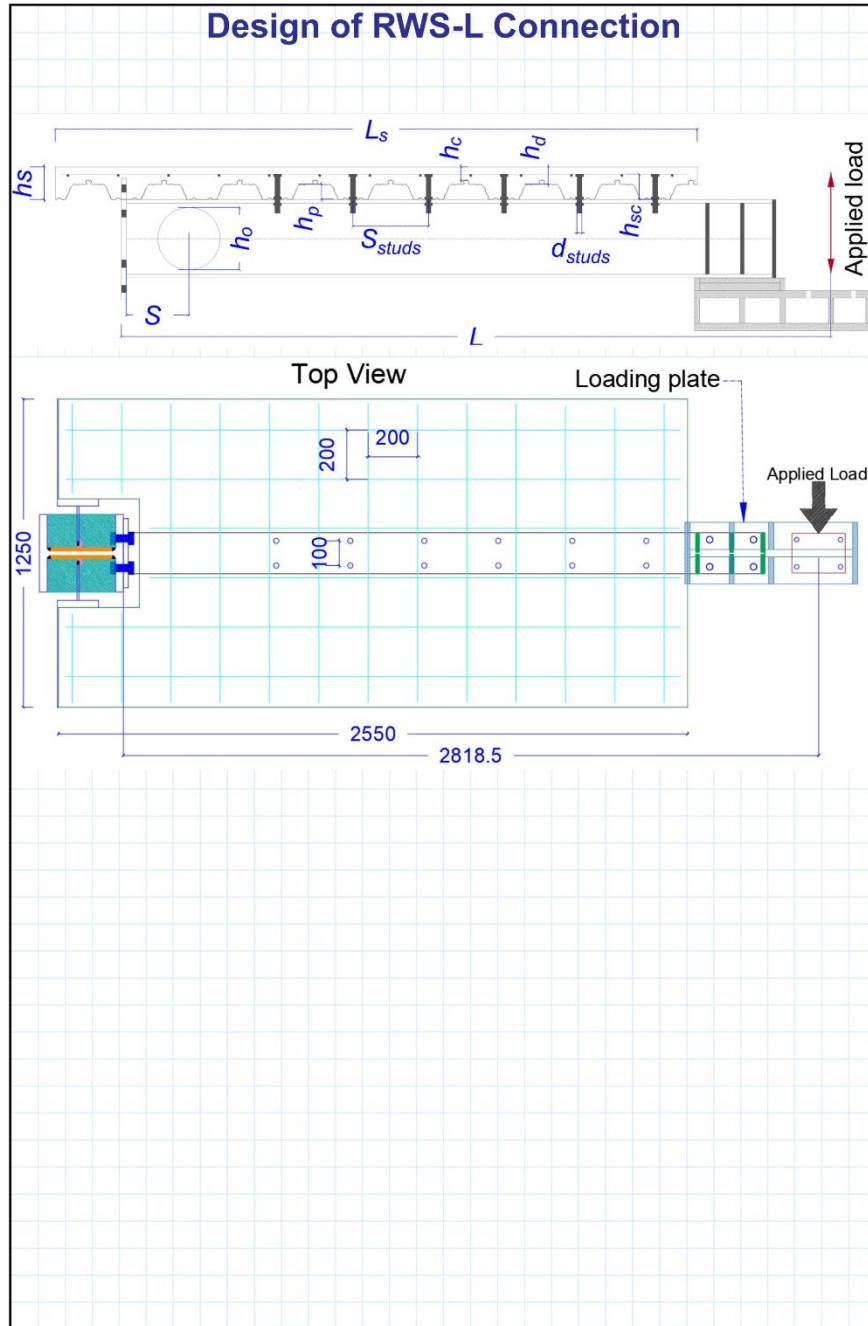 Design of RWS-L Connection
Ls
hs
hc
hd
hp
Sstuds
dstuds
hsc
ho
S
L
Applied load
Top View
Loading plate
200
200
Applied Load
1250
100
2550
2818.5